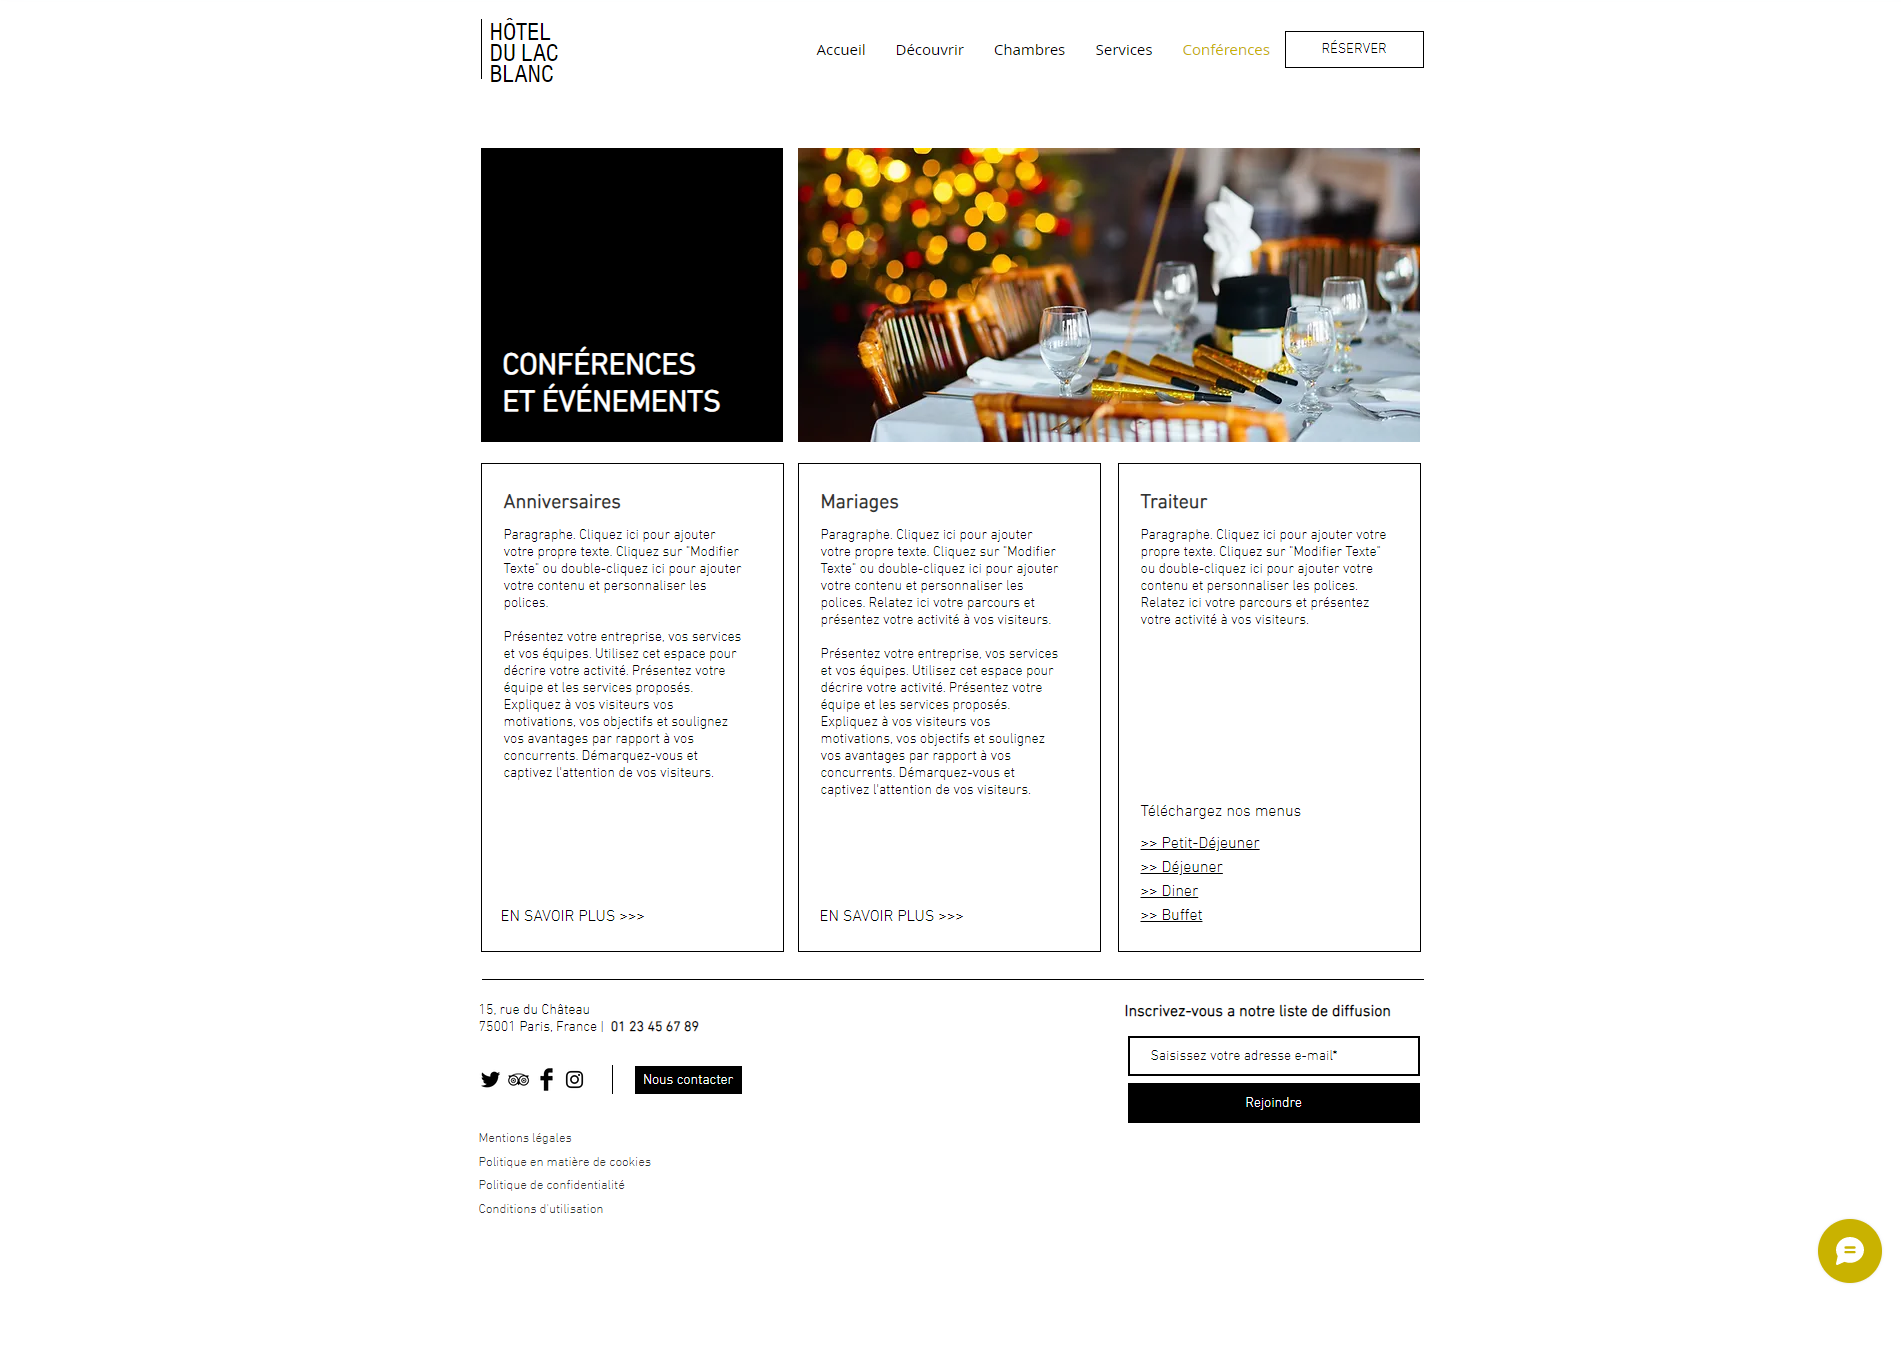 HÔTEL
DU LAC
BLANC
Accueil
Découvrir
Chambres
Services
Conférences
RÉSERVER
CONFÉRENCES
ET ÉVÉNEMENTS
Anniversaires
Paragraphe. Cliquez ici pour ajouter
votre propre texte. Cliquez sur "Modifier
Texte" ou double-cliquez ici pour ajouter
votre contenu et personnaliser les
polices.
Présentez votre entreprise, vos services
et vos équipes. Utilisez cet espace pour
décrire votre activité. Présentez votre
équipe et les services proposés.
Expliquez à vos visiteurs vos
motivations, vos objectifs et soulignez
vos avantages par rapport à vos
concurrents. Démarquez-vous et
captivez l'attention de vos visiteurs.
EN SAVOIR PLUS >>>
Mariages
Paragraphe. Cliquez ici pour ajouter
votre propre texte. Cliquez sur "Modifier
Texte" ou double-cliquez ici pour ajouter
votre contenu et personnaliser les
polices. Relatez ici votre parcours et
présentez votre activité à vos visiteurs.
Présentez votre entreprise, vos services
et vos équipes. Utilisez cet espace pour
décrire votre activité. Présentez votre
équipe et les services proposés.
Expliquez à vos visiteurs vos
motivations, vos objectifs et soulignez
vos avantages par rapport à vos
concurrents. Démarquez-vous et
captivez l'attention de vos visiteurs.
EN SAVOIR PLUS >>>
Traiteur
Paragraphe. Cliquez ici pour ajouter votre
propre texte. Cliquez sur "Modifier Texte"
ou double-cliquez ici pour ajouter votre
contenu et personnaliser les polices.
Relatez ici votre parcours et présentez
votre activité à vos visiteurs.
Téléchargez nos menus
>> Petit-Déjeuner
>> Déjeuner
>> Diner
>> Buffet
15, rue du Château
75001 Paris, France | 01 23 45 67 89
Nous contacter
Mentions légales
Politique en matière de cookies
Politique de confidentialité
Conditions d'utilisation
Inscrivez-vous a notre liste de diffusion
Saisissez votre adresse e-mail*
Rejoindre